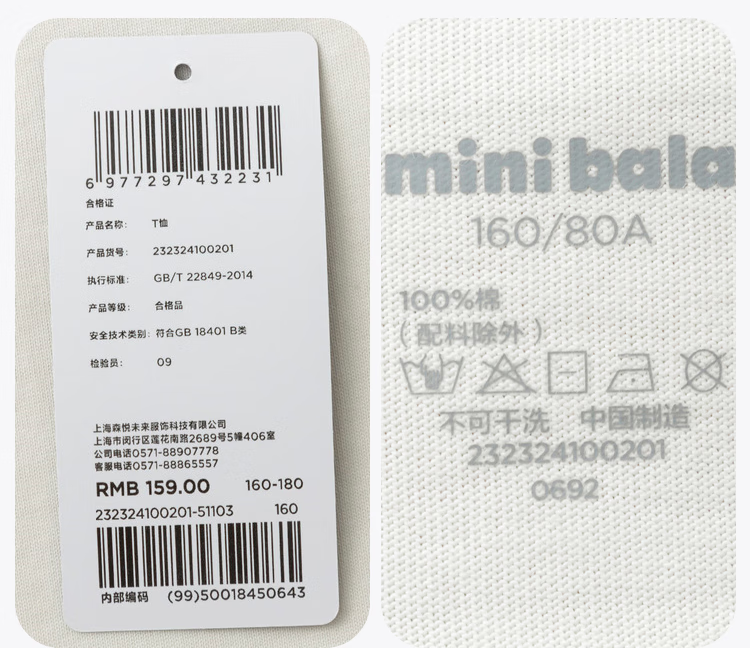 6 977297 432231
合格证
产品名称: T恤
产品货号: 232324100201
执行标准: GB/T 22849-2014
产品等级: 合格品
安全技术类别: 符合GB 18401 B类
检验员: 09
上海森悦未来服饰科技有限公司
上海市闵行区莲花南路2689号5幢406室
公司电话0571-88907778
客服电话0571-88865557
RMB 159.00 160-180
232324100201-51103 160
内部编码 (99)50018450643
mini bala
160/80A
100%棉
(配料除外)
不可干洗 中国制造
232324100201
0692